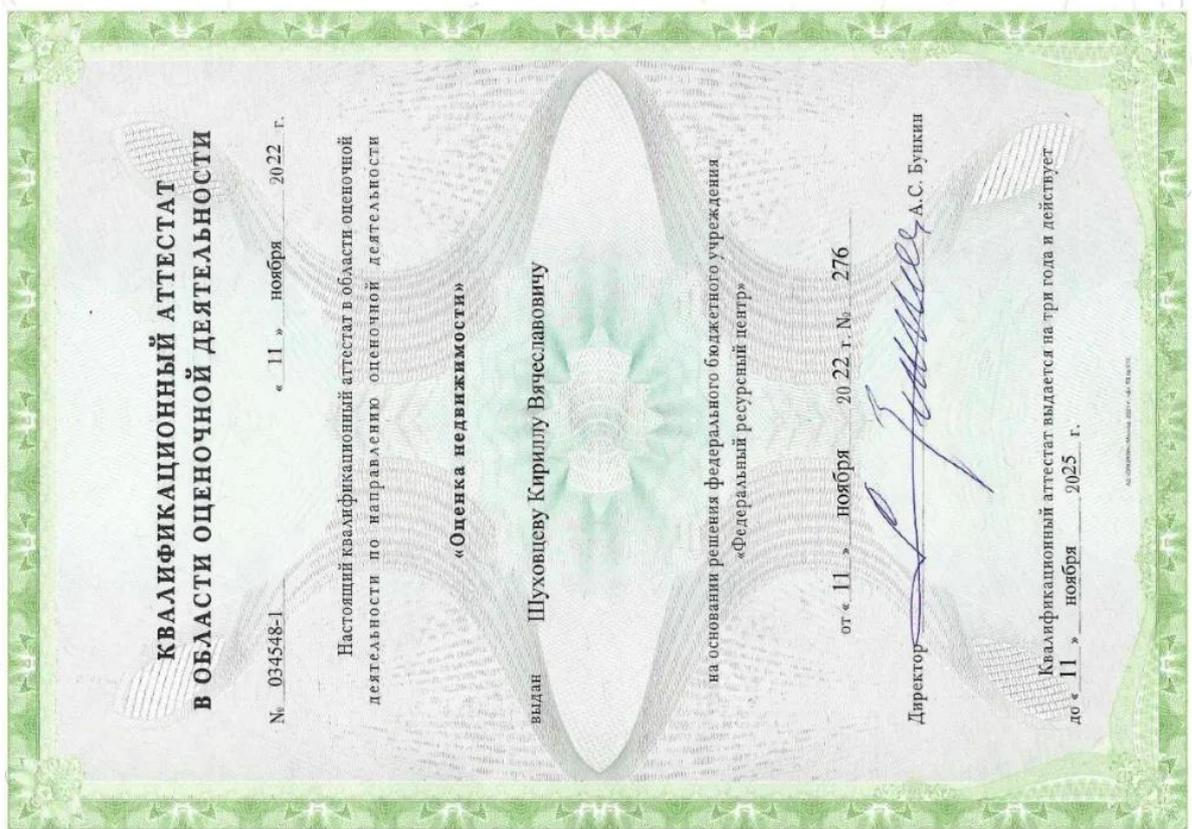 КВАЛИФИКАЦИОННЫЙ АТТЕСТАТ
В ОБЛАСТИ ОЦЕНОЧНОЙ ДЕЯТЕЛЬНОСТИ
№ 034548-1 « 11 » ноября 2022 г.
Настоящий квалификационный аттестат в области оценочной
деятельности по направлению оценочной деятельности
«Оценка недвижимости»
выдан Шуховцеву Кириллу Вячеславовичу
на основании решения федерального бюджетного учреждения
«Федеральный ресурсный центр»
от « 11 » ноября 2022 г. № 276
Директор А.С. Бункин
Квалификационный аттестат выдается на три года и действует
до « 11 » ноября 2025 г.